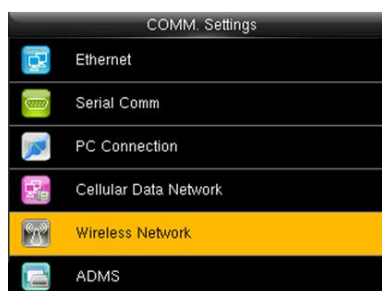 COMM. Settings
Ethernet
Serial Comm
PC Connection
Cellular Data Network
Wireless Network
ADMS